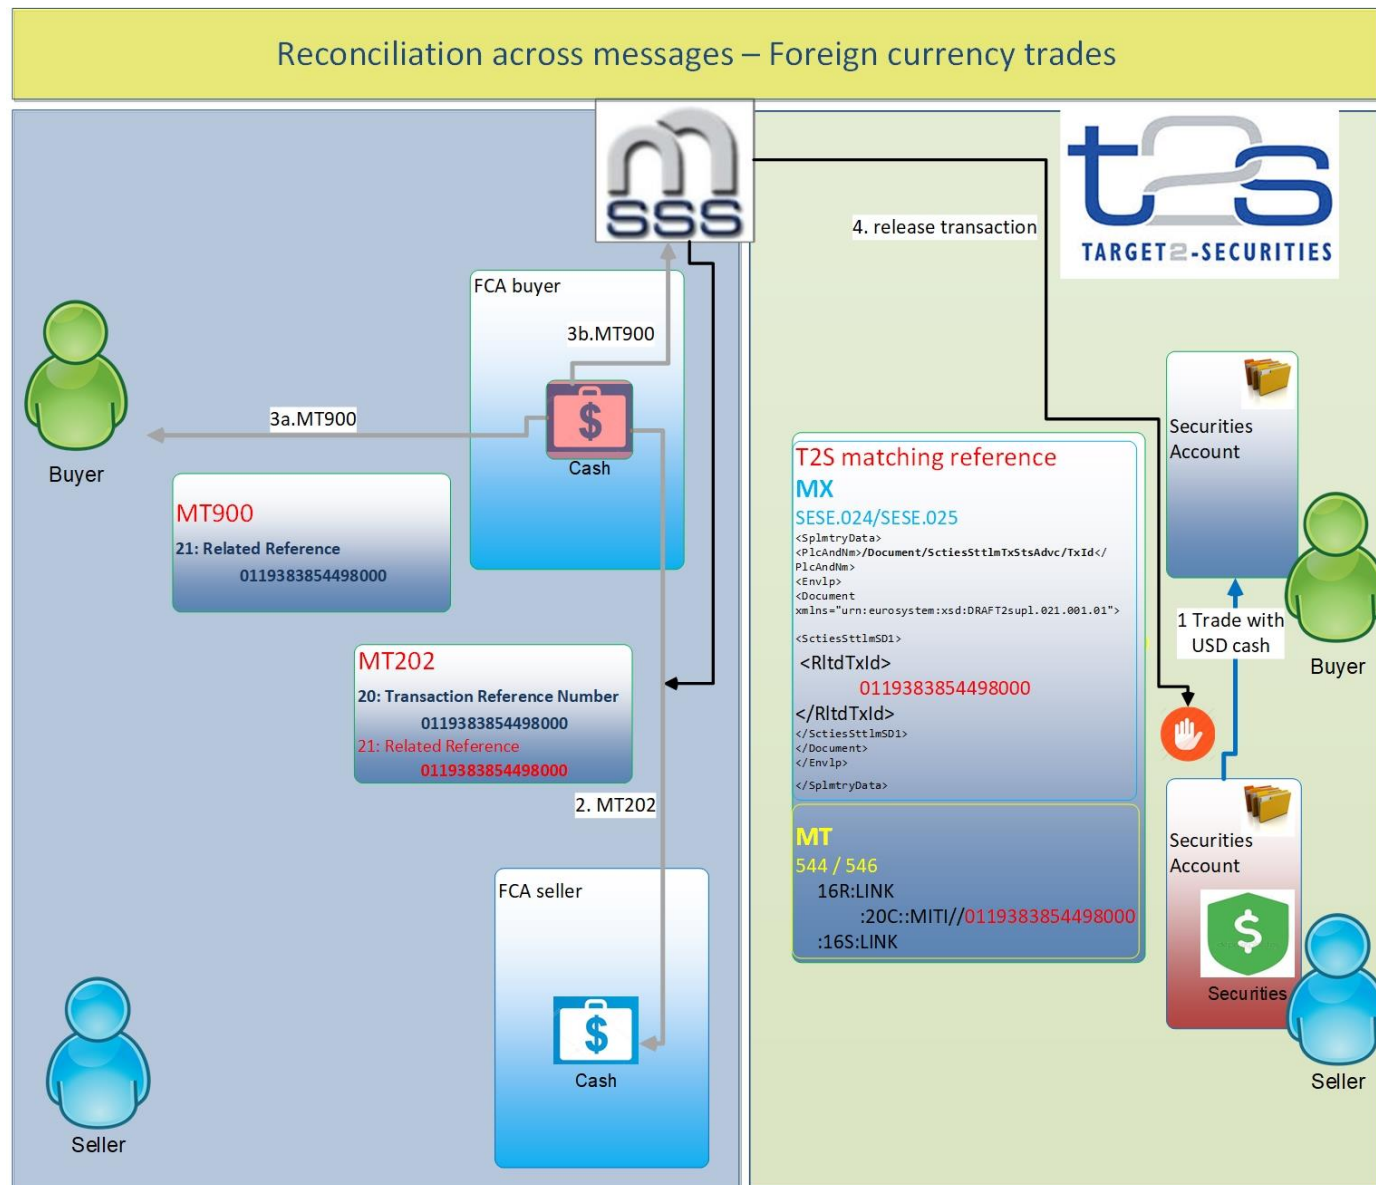 Reconciliation across messages – Foreign currency trades
sss
t2s
TARGET2-SECURITIES
4. release transaction
FCA buyer
3b.MT900
$
Cash
3a.MT900
Buyer
MT900
21: Related Reference
0119383854498000
MT202
20: Transaction Reference Number
0119383854498000
21: Related Reference
0119383854498000
2. MT202
FCA seller
$
Cash
Seller
T2S matching reference
MX
SESE.024/SESE.025
<SplmtryData>
<PlcAndNm>/Document/SctiesSttlmTxStsAdvc/TxId</
PlcAndNm>
<Envlp>
<Document
xmlns="urn:eurosystem:xsd:DRAFT2supl.021.001.01">
<SctiesSttlmSD1>
<RltdTxId>
0119383854498000
</RltdTxId>
</SctiesSttlmSD1>
</Document>
</Envlp>
</SplmtryData>
MT
544 / 546
16R:LINK
:20C::MITI//0119383854498000
:16S:LINK
Securities
Account
Buyer
1 Trade with
USD cash
Securities
Account
$
Securities
Seller